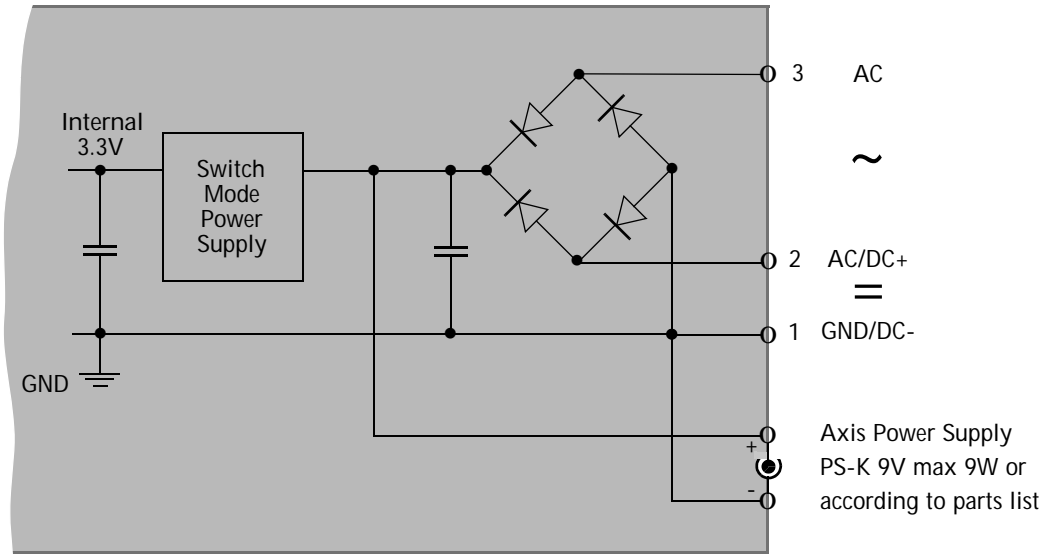 3 AC
Internal
3.3V
Switch
Mode
Power
Supply
~
2 AC/DC+
=
1 GND/DC-
GND
+
-
Axis Power Supply
PS-K 9V max 9W or
according to parts list